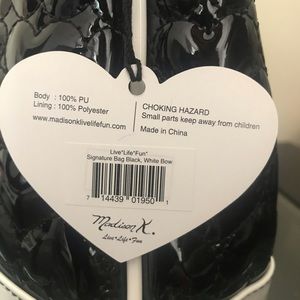 Body : 100% PU
Lining : 100% Polyester
www.madisonklivelifefun.com
CHOKING HAZARD
Small parts keep away from children
Made in China
Live*Life*Fun*
Signature Bag Black, White Bow
7 14439 01950 1
Madison K.
Live*Life*Fun